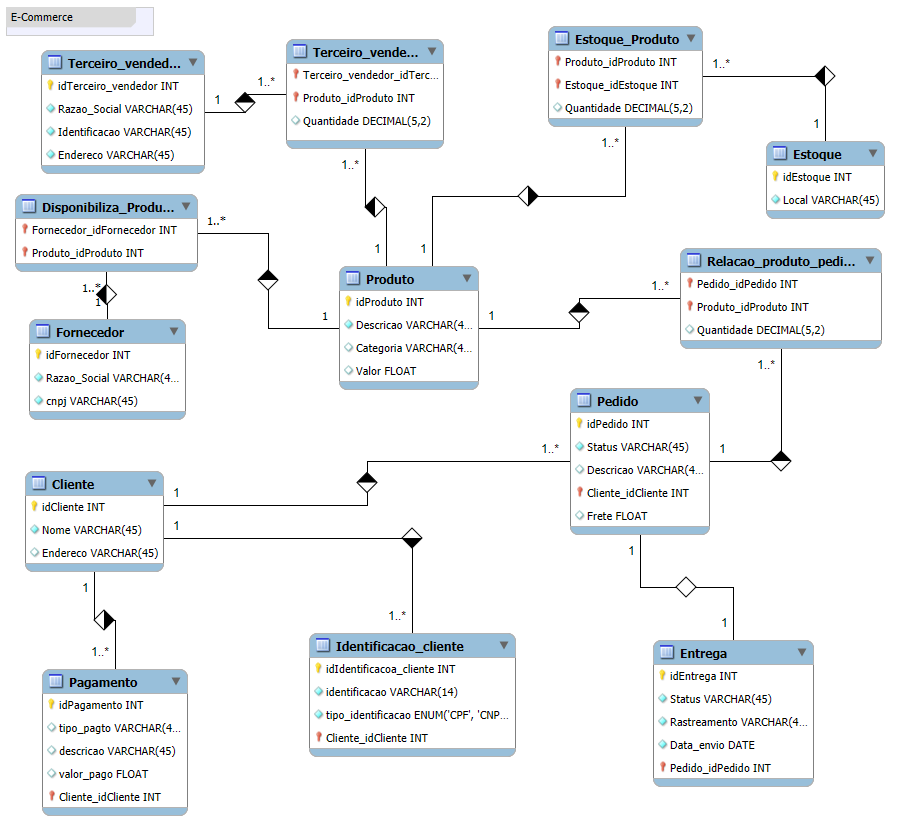 E-Commerce
Terceiro_vended...
idTerceiro_vendedor INT
Razao_Social VARCHAR(45)
Identificacao VARCHAR(45)
Endereco VARCHAR(45)
1
1..*
Terceiro_vende...
Terceiro_vendedor_idTerc...
Produto_idProduto INT
Quantidade DECIMAL(5,2)
1..*
1
Estoque_Produto
Produto_idProduto INT
Estoque_idEstoque INT
Quantidade DECIMAL(5,2)
1..*
1
1..*
1
Estoque
idEstoque INT
Local VARCHAR(45)
Disponibiliza_Produ...
Fornecedor_idFornecedor INT
Produto_idProduto INT
1..*
1
1..*
1
Fornecedor
idFornecedor INT
Razao_Social VARCHAR(4...
cnpj VARCHAR(45)
Produto
idProduto INT
Descricao VARCHAR(4...
Categoria VARCHAR(4...
Valor FLOAT
1
1..*
Relacao_produto_pedi...
Pedido_idPedido INT
Produto_idProduto INT
Quantidade DECIMAL(5,2)
1..*
1
Pedido
idPedido INT
Status VARCHAR(45)
Descricao VARCHAR(4...
Cliente_idCliente INT
Frete FLOAT
1..*
1
Cliente
idCliente INT
Nome VARCHAR(45)
Endereco VARCHAR(45)
1
1..*
1
1..*
1
1
Pagamento
idPagamento INT
tipo_pagto VARCHAR(4...
descricao VARCHAR(45)
valor_pago FLOAT
Cliente_idCliente INT
Identificacao_cliente
idIdentificacoa_cliente INT
identificacao VARCHAR(14)
tipo_identificacao ENUM('CPF', 'CNP...
Cliente_idCliente INT
Entrega
idEntrega INT
Status VARCHAR(45)
Rastreamento VARCHAR(4...
Data_envio DATE
Pedido_idPedido INT